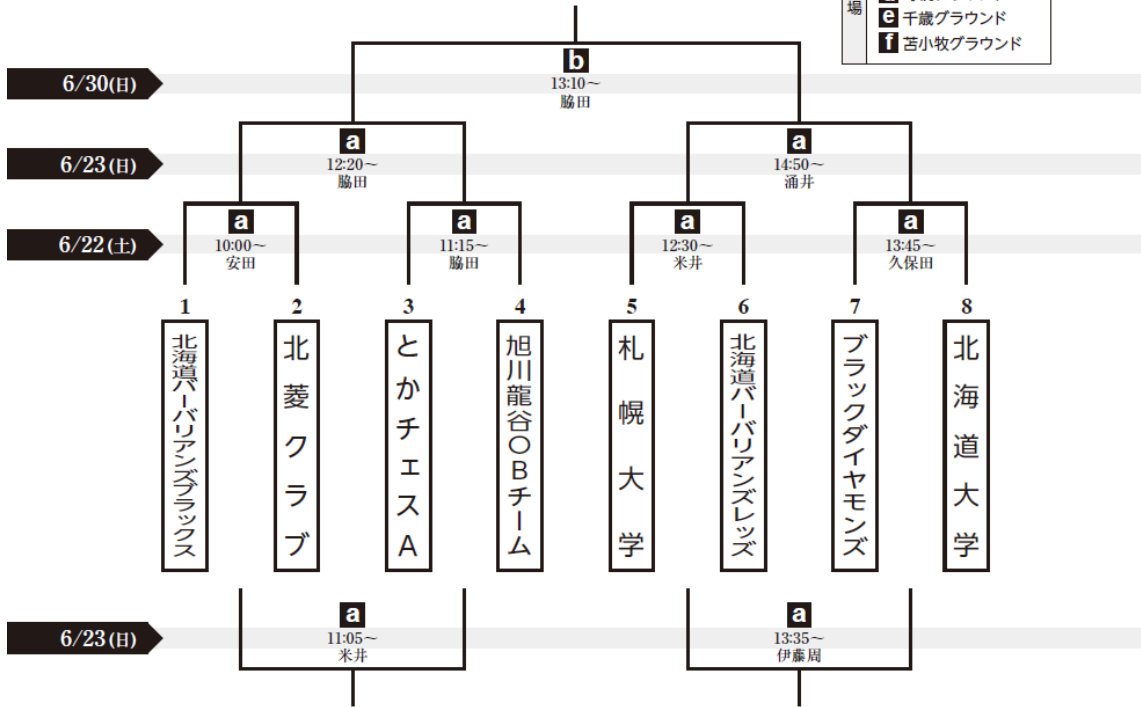 場
e 千歳グラウンド
f 苫小牧グラウンド
b
6/30(日)
13:10〜
脇田
a
a
6/23(日)
12:20〜
14:50〜
脇田
涌井
a
a
a
a
6/22(土)
10:00〜
11:15〜
12:30〜
13:45〜
安田
脇田
米井
久保田
1
2
3
4
5
6
7
8
北海道バーバリアンズブラックス
北菱クラブ
とかチェスA
旭川龍谷OBチーム
札幌大学
北海道バーバリアンズレッズ
ブラックダイヤモンズ
北海道大学
a
a
6/23(日)
11:05〜
13:35〜
米井
伊藤周